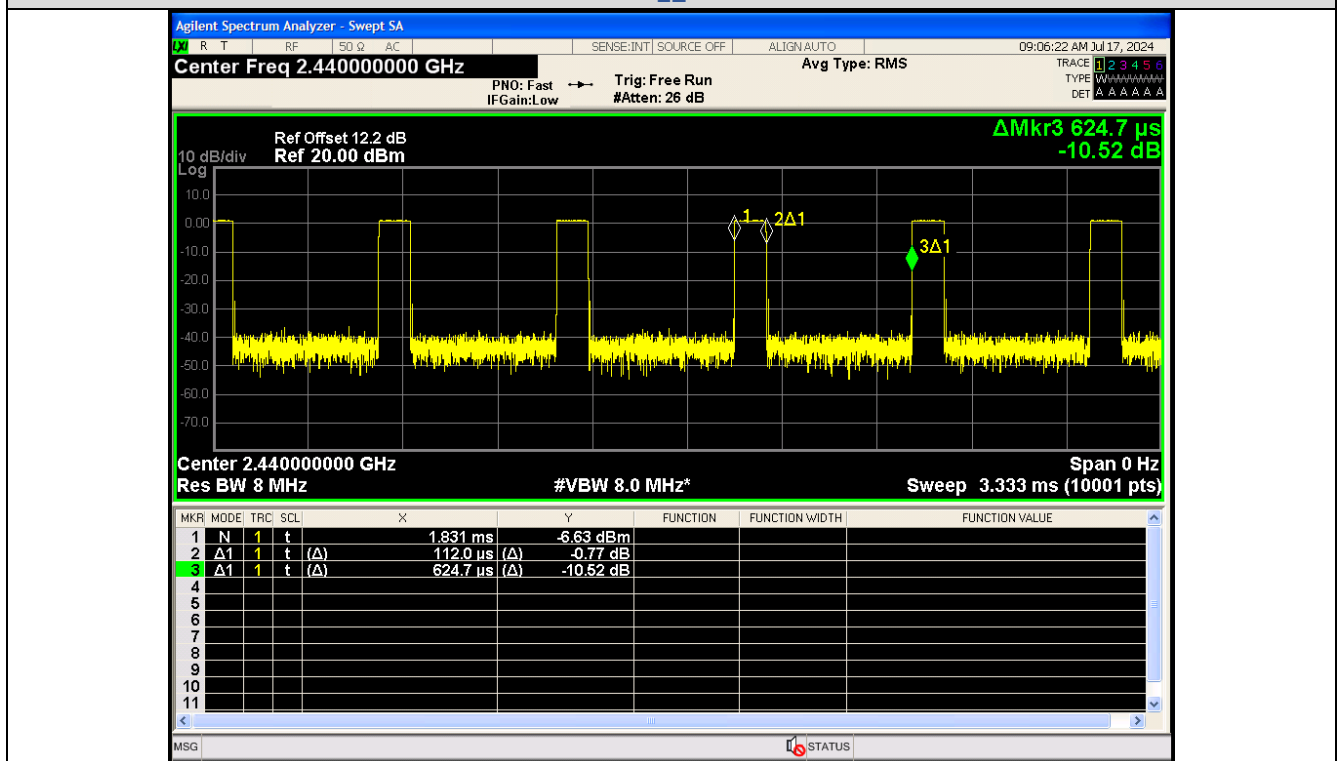 Agilent Spectrum Analyzer - Swept SA
LXI R T RF 50 Ω AC SENSE:INT SOURCE OFF ALIGN AUTO 09:06:22 AM Jul 17, 2024
Center Freq 2.440000000 GHz Avg Type: RMS TRACE 1 2 3 4 5 6
PNO: Fast Trig: Free Run TYPE W
IFGain:Low #Atten: 26 dB DET A A A A A A
ΔMkr3 624.7 µs
Ref Offset 12.2 dB
10 dB/div Ref 20.00 dBm -10.52 dB
Log
10.0
0.00 1 2Δ1
-10.0 3Δ1
-20.0
-30.0
-40.0
-50.0
-60.0
-70.0
Center 2.440000000 GHz Span 0 Hz
Res BW 8 MHz #VBW 8.0 MHz* Sweep 3.333 ms (10001 pts)
MKR MODE TRC SCL X Y FUNCTION FUNCTION WIDTH FUNCTION VALUE
1 N 1 t 1.831 ms -6.63 dBm
2 Δ1 1 t (Δ) 112.0 µs (Δ) -0.77 dB
3 Δ1 1 t (Δ) 624.7 µs (Δ) -10.52 dB
4
5
6
7
8
9
10
11
MSG STATUS